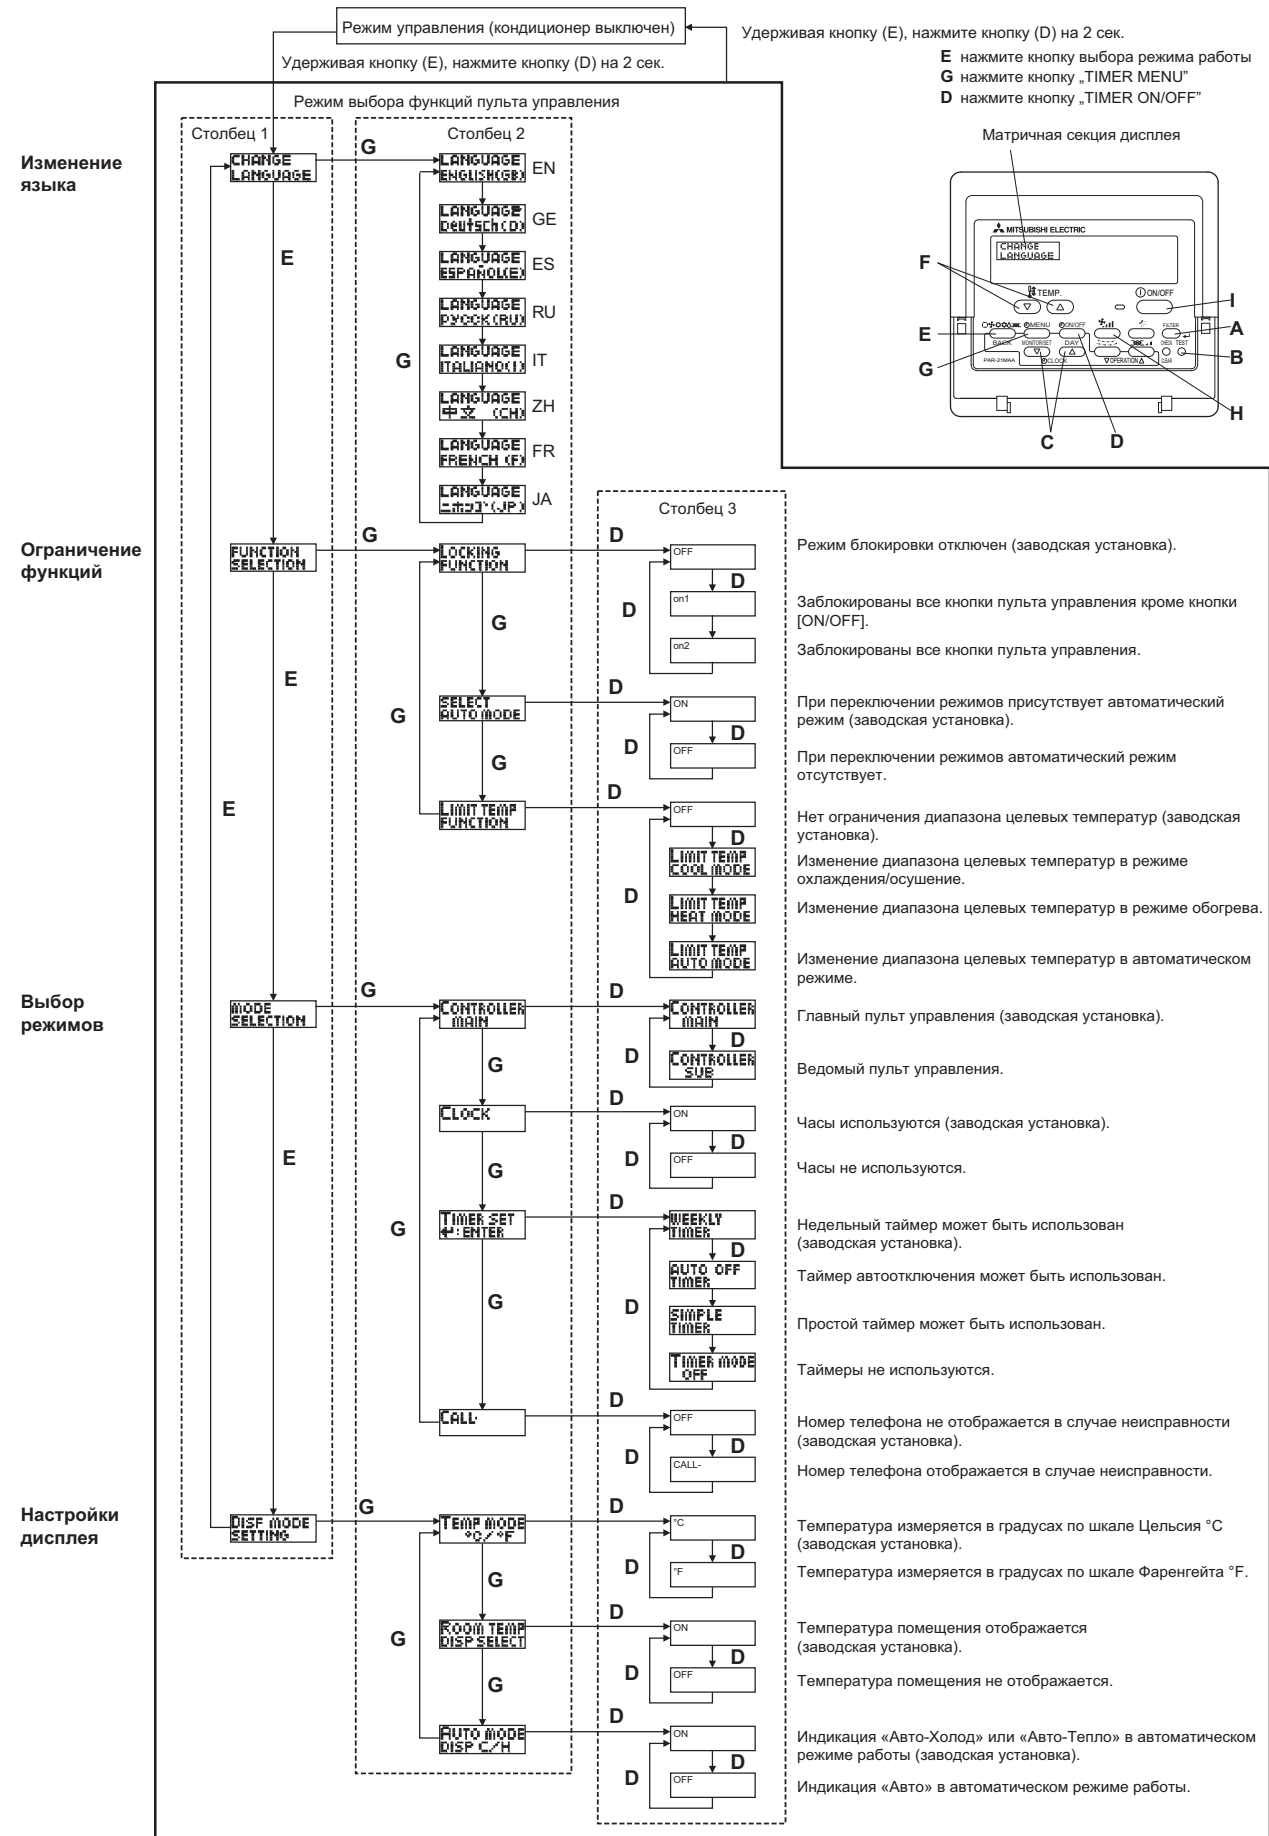 Режим управления (кондиционер выключен)
Удерживая кнопку (E), нажмите кнопку (D) на 2 сек.
Удерживая кнопку (E), нажмите кнопку (D) на 2 сек.
E нажмите кнопку выбора режима работы
G нажмите кнопку „TIMER MENU”
D нажмите кнопку „TIMER ON/OFF”
Режим выбора функций пульта управления
Столбец 1
Столбец 2
Матричная секция дисплея
Изменение
языка
CHANGE
LANGUAGE
G
LANGUAGE
ENGLISH(GB)
EN
LANGUAGE
Deutsch(D)
GE
E
LANGUAGE
ESPAÑOL(E)
ES
LANGUAGE
РУССК(RU)
RU
G
LANGUAGE
ITALIANO(I)
IT
LANGUAGE
中文 (CH)
ZH
LANGUAGE
FRENCH (F)
FR
LANGUAGE
ニホンゴ(JP)
JA
MITSUBISHI ELECTRIC
CHANGE
LANGUAGE
F
TEMP.
ON/OFF
I
E
MENU
ON/OFF
FILTER
A
BACK
MONITOR/SET
DAY
CHECK TEST
B
PAR-21MAA
CLOCK
OPERATION
CLEAR
G
H
C
D
Столбец 3
Ограничение
функций
FUNCTION
SELECTION
G
LOCKING
FUNCTION
D
OFF
Режим блокировки отключен (заводская установка).
D
on1
Заблокированы все кнопки пульта управления кроме кнопки
[ON/OFF].
D
G
on2
Заблокированы все кнопки пульта управления.
E
G
SELECT
AUTO MODE
D
ON
При переключении режимов присутствует автоматический
режим (заводская установка).
D
D
OFF
При переключении режимов автоматический режим
отсутствует.
G
E
LIMIT TEMP
FUNCTION
D
OFF
Нет ограничения диапазона целевых температур (заводская
установка).
D
LIMIT TEMP
COOL MODE
Изменение диапазона целевых температур в режиме
охлаждения/осушение.
D
LIMIT TEMP
HEAT MODE
Изменение диапазона целевых температур в режиме обогрева.
LIMIT TEMP
AUTO MODE
Изменение диапазона целевых температур в автоматическом
режиме.
Выбор
режимов
MODE
SELECTION
G
CONTROLLER
MAIN
D
CONTROLLER
MAIN
Главный пульт управления (заводская установка).
D
D
G
CONTROLLER
SUB
Ведомый пульт управления.
CLOCK
D
ON
Часы используются (заводская установка).
D
E
D
OFF
Часы не используются.
G
G
TIMER SET
↵:ENTER
D
WEEKLY
TIMER
Недельный таймер может быть использован
(заводская установка).
D
AUTO OFF
TIMER
Таймер автоотключения может быть использован.
G
D
SIMPLE
TIMER
Простой таймер может быть использован.
TIMER MODE
OFF
Таймеры не используются.
CALL-
D
OFF
Номер телефона не отображается в случае неисправности
(заводская установка).
D
D
CALL-
Номер телефона отображается в случае неисправности.
Настройки
дисплея
DISP MODE
SETTING
G
TEMP MODE
°C/°F
D
°C
Температура измеряется в градусах по шкале Цельсия °C
(заводская установка).
D
D
°F
Температура измеряется в градусах по шкале Фаренгейта °F.
G
G
ROOM TEMP
DISP SELECT
D
ON
Температура помещения отображается
(заводская установка).
D
D
OFF
Температура помещения не отображается.
G
AUTO MODE
DISP C/H
D
ON
Индикация «Авто-Холод» или «Авто-Тепло» в автоматическом
режиме работы (заводская установка).
D
D
OFF
Индикация «Авто» в автоматическом режиме работы.